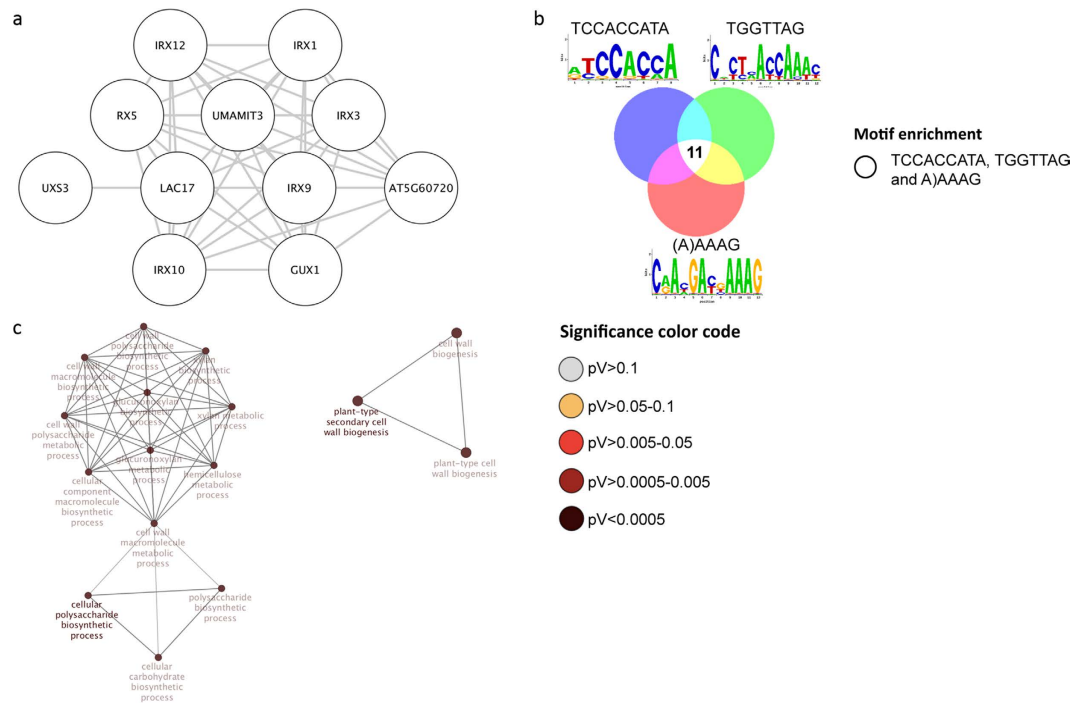 a
IRX12
IRX1
RX5
UMAMIT3
IRX3
UXS3
LAC17
IRX9
AT5G60720
IRX10
GUX1
b
TCCACCATA
TGGTTAG
11
(A)AAAG
Motif enrichment
TCCACCATA, TGGTTAG
and A)AAAG
c
cell wall
polysaccharide
biosynthetic
process
cell wall
macromolecule
biosynthetic
process
biosynthetic
process
glucuronoxylan
biosynthetic
process
xylan metabolic
process
cell wall
polysaccharide
metabolic
process
glucuronoxylan
metabolic
process
hemicellulose
metabolic
process
cellular
component
macromolecule
biosynthetic
process
cell wall
macromolecule
metabolic
process
cellular
polysaccharide
biosynthetic
process
polysaccharide
biosynthetic
process
cellular
carbohydrate
biosynthetic
process
cell wall
biogenesis
plant-type
secondary cell
wall biogenesis
plant-type cell
wall biogenesis
Significance color code
pV>0.1
pV>0.05-0.1
pV>0.005-0.05
pV>0.0005-0.005
pV<0.0005